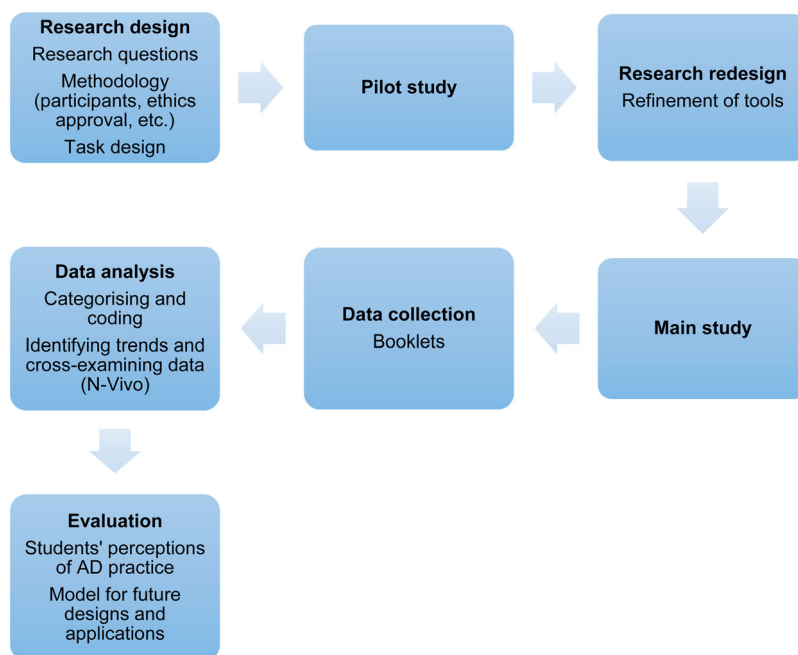 Research design
Research questions
Methodology
(participants, ethics
approval, etc.)
Task design
Pilot study
Research redesign
Refinement of tools
Main study
Data collection
Booklets
Data analysis
Categorising and
coding
Identifying trends and
cross-examining data
(N-Vivo)
Evaluation
Students' perceptions
of AD practice
Model for future
designs and
applications